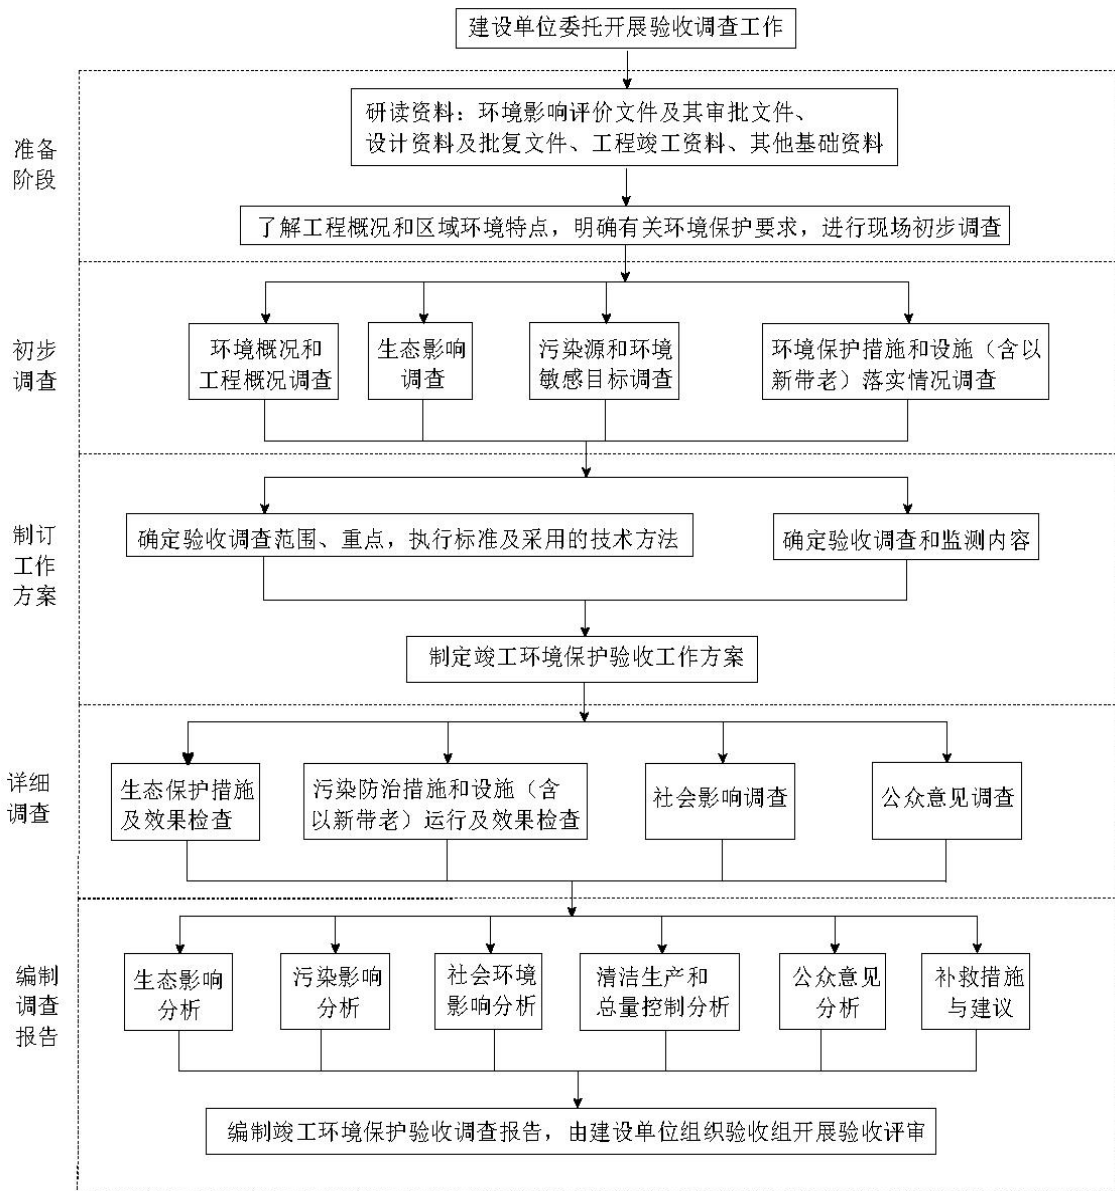 建设单位委托开展验收调查工作
准备
阶段
研读资料：环境影响评价文件及其审批文件、
设计资料及批复文件、工程竣工资料、其他基础资料
了解工程概况和区域环境特点，明确有关环境保护要求，进行现场初步调查
初步
调查
环境概况和
工程概况调查
生态影响
调查
污染源和环境
敏感目标调查
环境保护措施和设施（含以
新带老）落实情况调查
制订
工作
方案
确定验收调查范围、重点，执行标准及采用的技术方法
确定验收调查和监测内容
制定竣工环境保护验收工作方案
详细
调查
生态保护措施
及效果检查
污染防治措施和设施（含
以新带老）运行及效果检查
社会影响调查
公众意见调查
编制
调查
报告
生态影响
分析
污染影响
分析
社会环境
影响分析
清洁生产和
总量控制分析
公众意见
分析
补救措施
与建议
编制竣工环境保护验收调查报告，由建设单位组织验收组开展验收评审